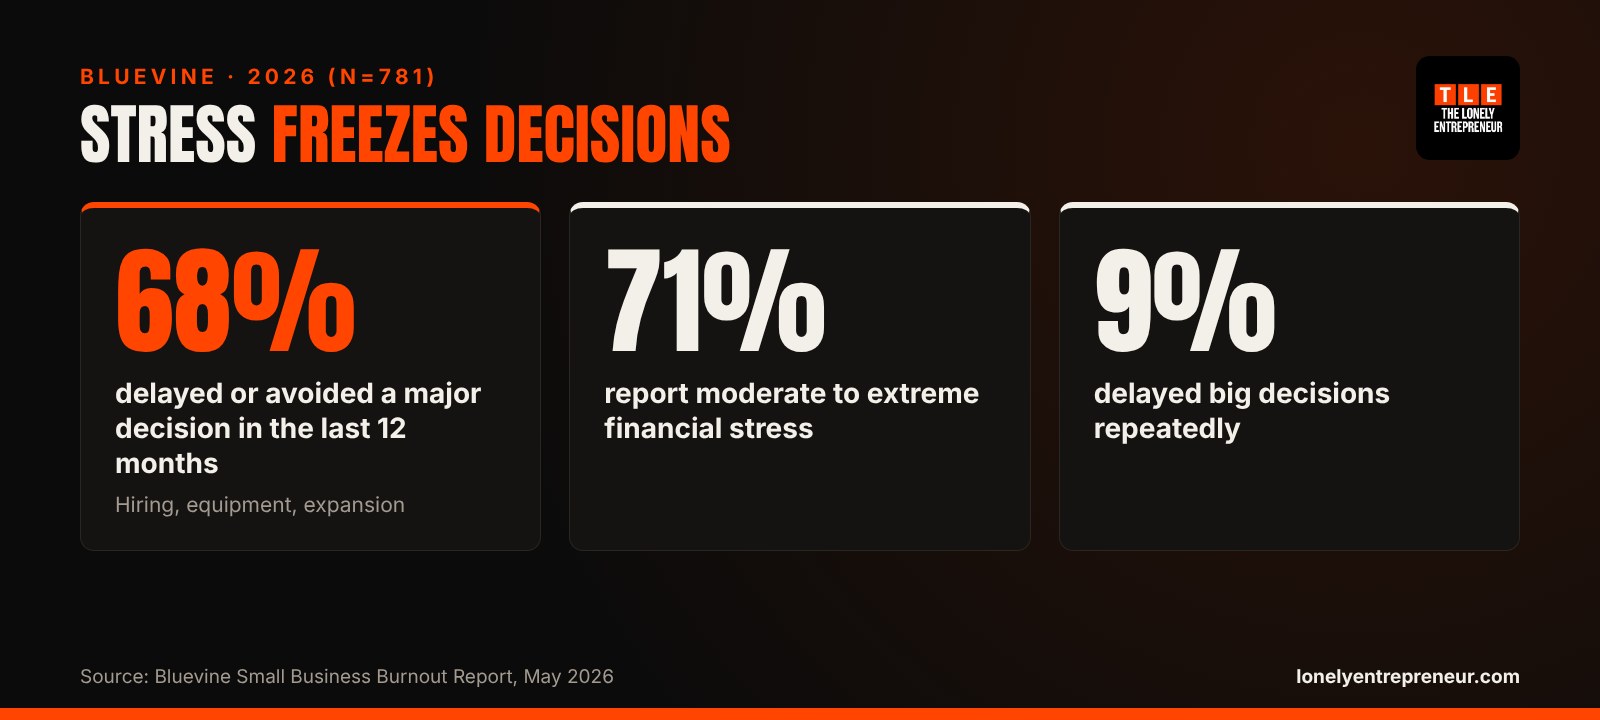 BLUEVINE · 2026 (N=781)
STRESS FREEZES DECISIONS
TLE
THE LONELY
ENTREPRENEUR
68%
delayed or avoided a major
decision in the last 12
months
Hiring, equipment, expansion
71%
report moderate to extreme
financial stress
9%
delayed big decisions
repeatedly
Source: Bluevine Small Business Burnout Report, May 2026
lonelyentrepreneur.com